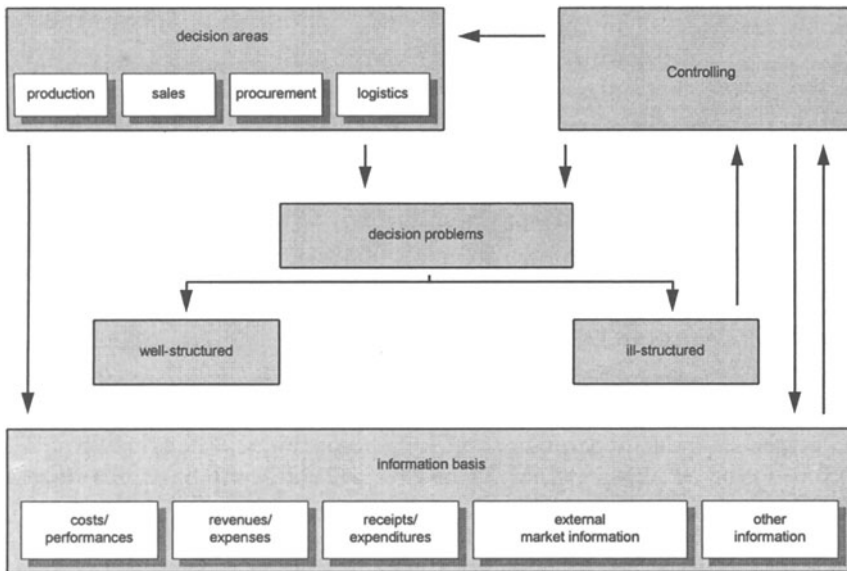 decision areas
Controlling
production
sales
procurement
logistics
decision problems
well-structured
ill-structured
information basis
costs/
performances
revenues/
expenses
receipts/
expenditures
external
market information
other
information